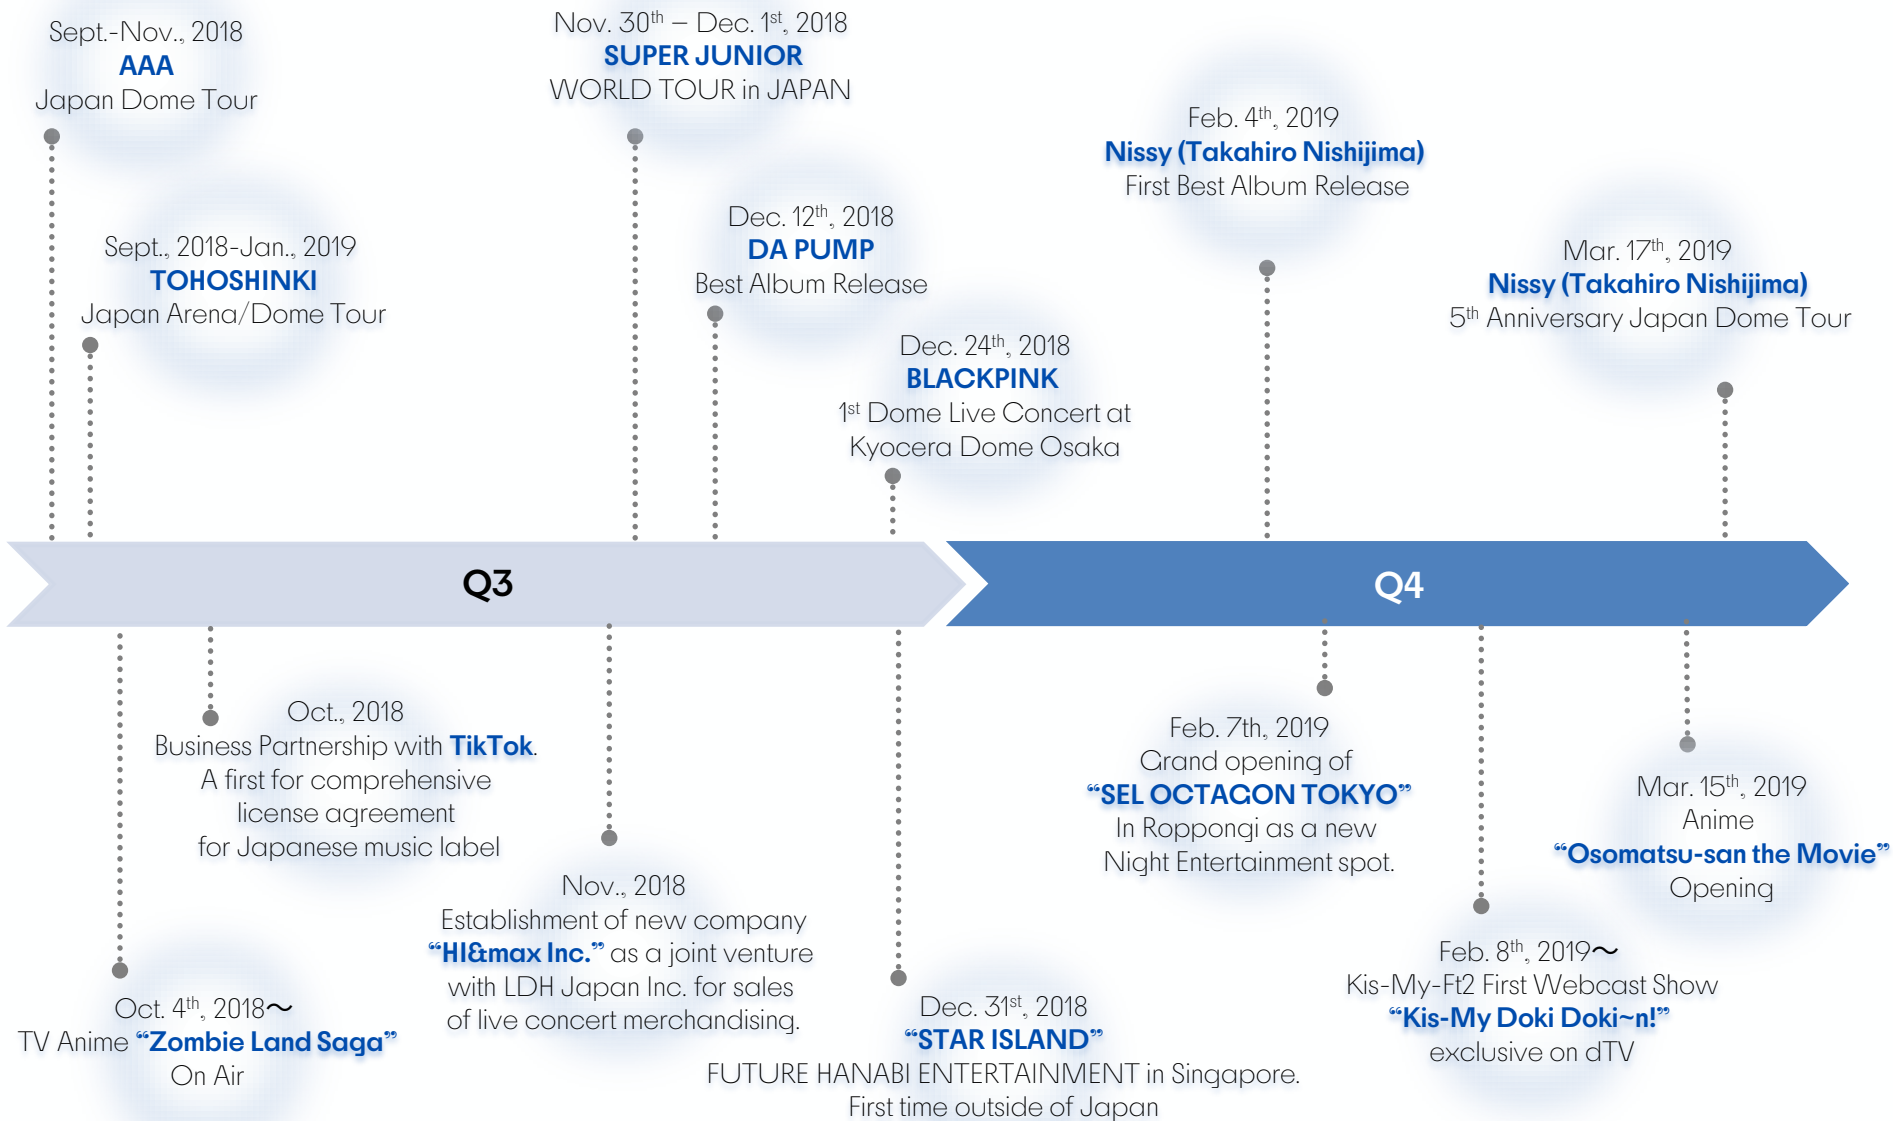 Sept.-Nov., 2018
AAA
Japan Dome Tour
Nov. 30th – Dec. 1st, 2018
SUPER JUNIOR
WORLD TOUR in JAPAN
Feb. 4th, 2019
Nissy (Takahiro Nishijima)
First Best Album Release
Sept., 2018-Jan., 2019
TOHOSHINKI
Japan Arena/Dome Tour
Dec. 12th, 2018
DA PUMP
Best Album Release
Mar. 17th, 2019
Nissy (Takahiro Nishijima)
5th Anniversary Japan Dome Tour
Dec. 24th, 2018
BLACKPINK
1st Dome Live Concert at
Kyocera Dome Osaka
Q3
Q4
Oct., 2018
Business Partnership with TikTok.
A first for comprehensive
license agreement
for Japanese music label
Feb. 7th, 2019
Grand opening of
“SEL OCTAGON TOKYO”
In Roppongi as a new
Night Entertainment spot.
Mar. 15th, 2019
Anime
“Osomatsu-san the Movie”
Opening
Nov., 2018
Establishment of new company
“HI&max Inc.” as a joint venture
with LDH Japan Inc. for sales
of live concert merchandising.
Oct. 4th, 2018～
TV Anime “Zombie Land Saga”
On Air
Dec. 31st, 2018
“STAR ISLAND”
FUTURE HANABI ENTERTAINMENT in Singapore.
First time outside of Japan
Feb. 8th, 2019～
Kis-My-Ft2 First Webcast Show
“Kis-My Doki Doki~n!”
exclusive on dTV